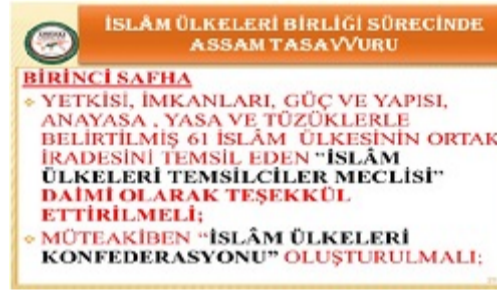 İSLÂM ÜLKELERİ BİRLİĞİ SÜRECİNDE
ASSAM TASAVVURU
BİRİNCİ SAFHA
YETKİSİ, İMKANLARI, GÜÇ VE YAPISI,
ANAYASA , YASA VE TÜZÜKLERLE
BELİRTİLMİŞ 61 İSLÂM ÜLKESİNİN ORTAK
İRADESİNİ TEMSİL EDEN "İSLÂM
ÜLKELERİ TEMSİLCİLER MECLİSİ"
DAİMİ OLARAK TEŞEKKÜL
ETTİRİLMELİ;
MÜTEAKİBEN "İSLÂM ÜLKELERİ
KONFEDERASYONU" OLUŞTURULMALI;